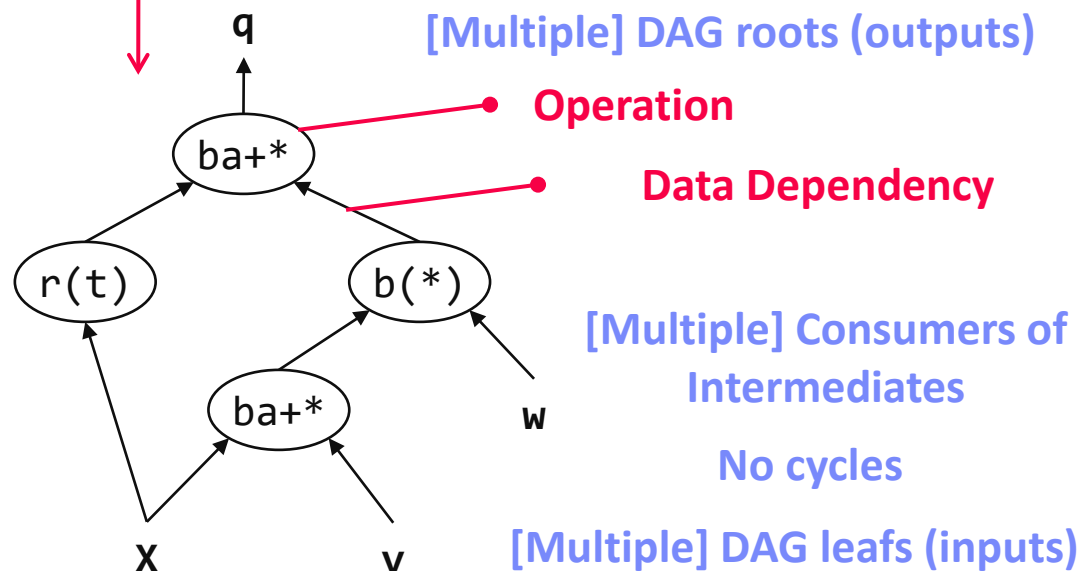 q
[Multiple] DAG roots (outputs)
Operation
ba+*
Data Dependency
r(t)
b(*)
[Multiple] Consumers of
Intermediates
ba+*
w
No cycles
X
v
[Multiple] DAG leafs (inputs)